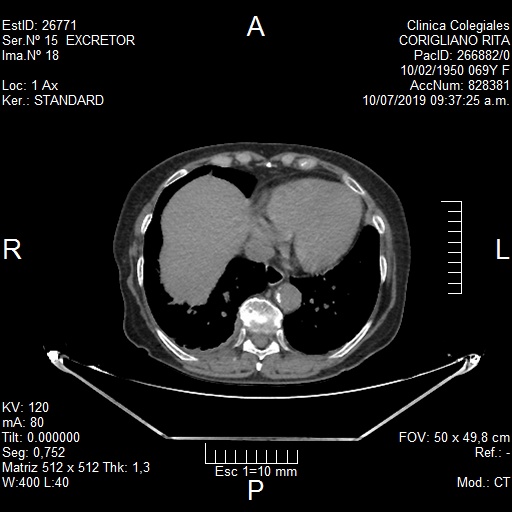 EstID: 26771
Ser.Nº 15 EXCRETOR
Ima.Nº 18
Loc: 1 Ax
Ker.: STANDARD
A
Clinica Colegiales
CORIGLIANO RITA
PacID: 266882/0
10/02/1950 069Y F
AccNum: 828381
10/07/2019 09:37:25 a.m.
R
L
KV: 120
mA: 80
Tilt: 0.000000
Seg: 0,752
Matriz 512 x 512 Thk: 1,3
W:400 L:40
Esc 1=10 mm
P
FOV: 50 x 49,8 cm
Ref.: -
Mod.: CT